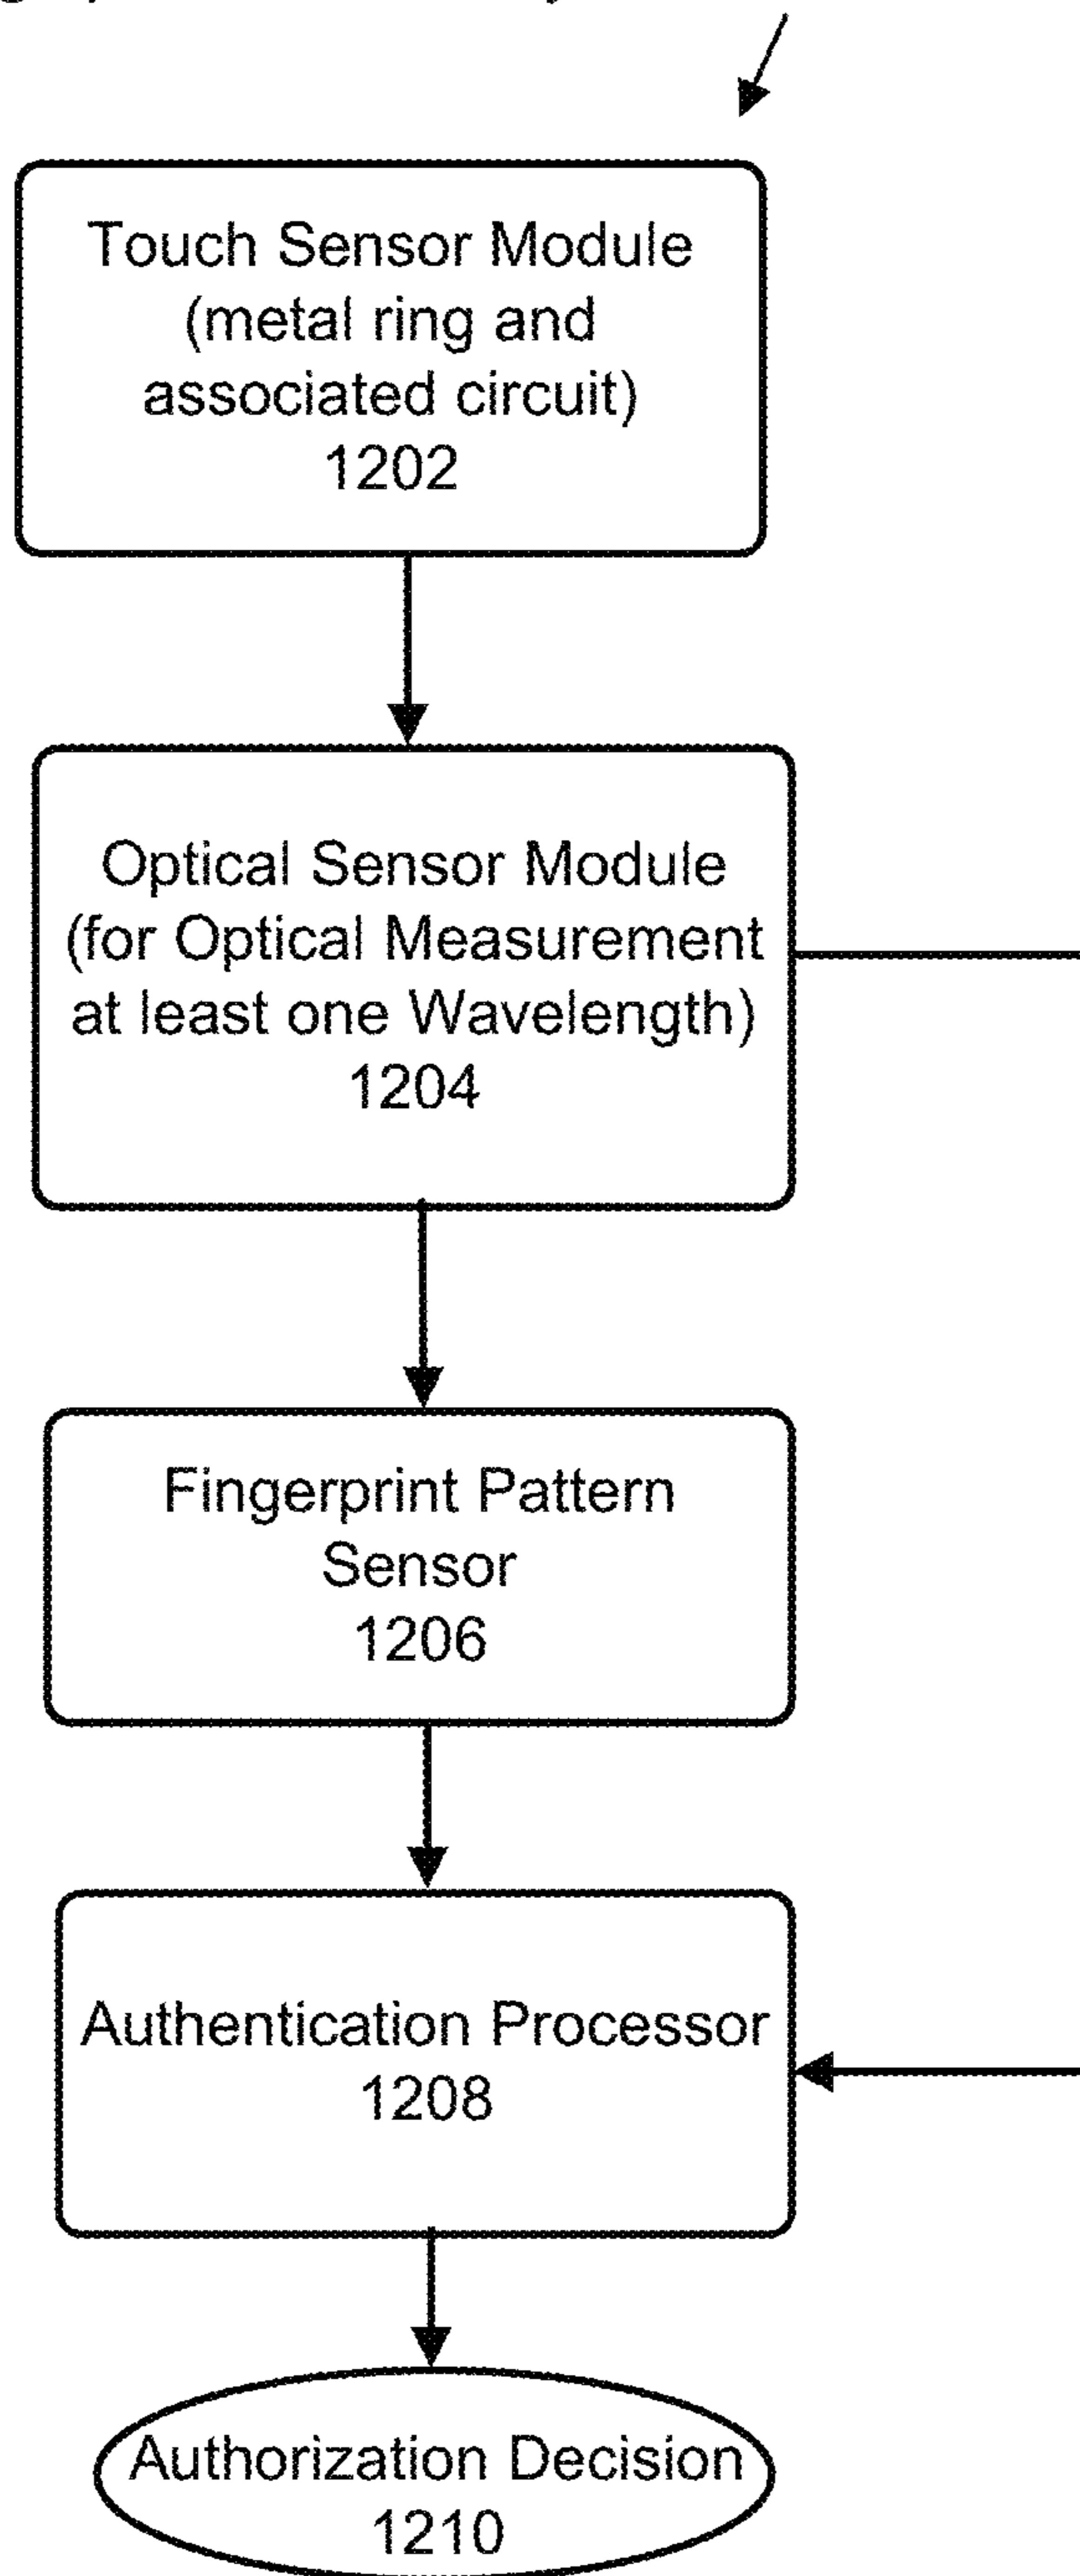 Touch Sensor Module
(metal ring and
associated circuit)
1202
Optical Sensor Module
(for Optical Measurement
at least one Wavelength)
1204
Fingerprint Pattern
Sensor
1206
Authentication Processor
1208
Authorization Decision
1210